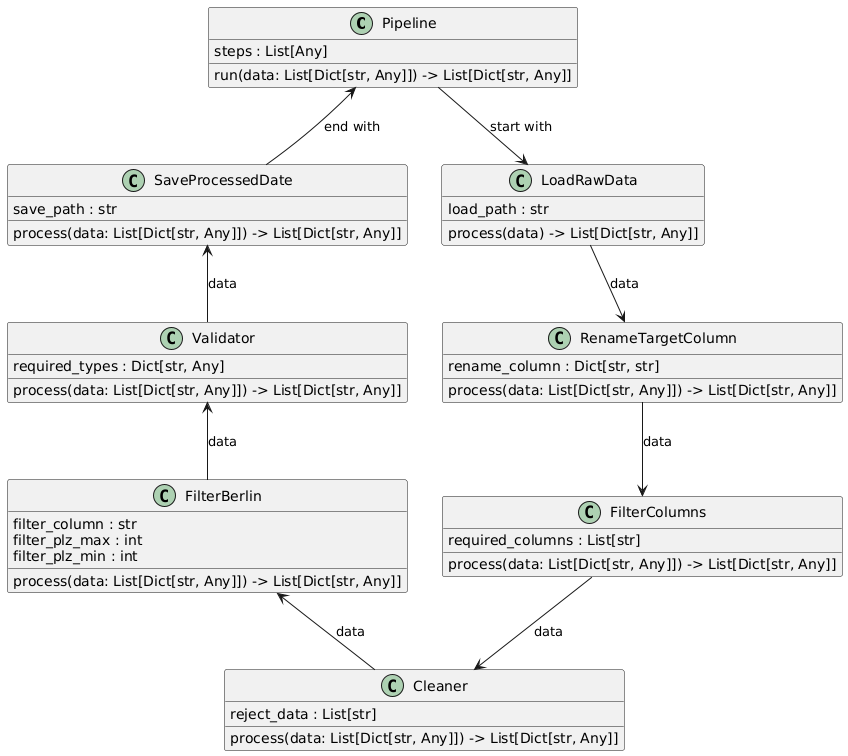 C Pipeline
steps : List[Any]
run(data: List[Dict[str, Any]]) -> List[Dict[str, Any]]
end with
start with
C SaveProcessedDate
save_path : str
process(data: List[Dict[str, Any]]) -> List[Dict[str, Any]]
C LoadRawData
load_path : str
process(data) -> List[Dict[str, Any]]
data
data
C Validator
required_types : Dict[str, Any]
process(data: List[Dict[str, Any]]) -> List[Dict[str, Any]]
C RenameTargetColumn
rename_column : Dict[str, str]
process(data: List[Dict[str, Any]]) -> List[Dict[str, Any]]
data
data
C FilterBerlin
filter_column : str
filter_plz_max : int
filter_plz_min : int
process(data: List[Dict[str, Any]]) -> List[Dict[str, Any]]
C FilterColumns
required_columns : List[str]
process(data: List[Dict[str, Any]]) -> List[Dict[str, Any]]
data
data
C Cleaner
reject_data : List[str]
process(data: List[Dict[str, Any]]) -> List[Dict[str, Any]]